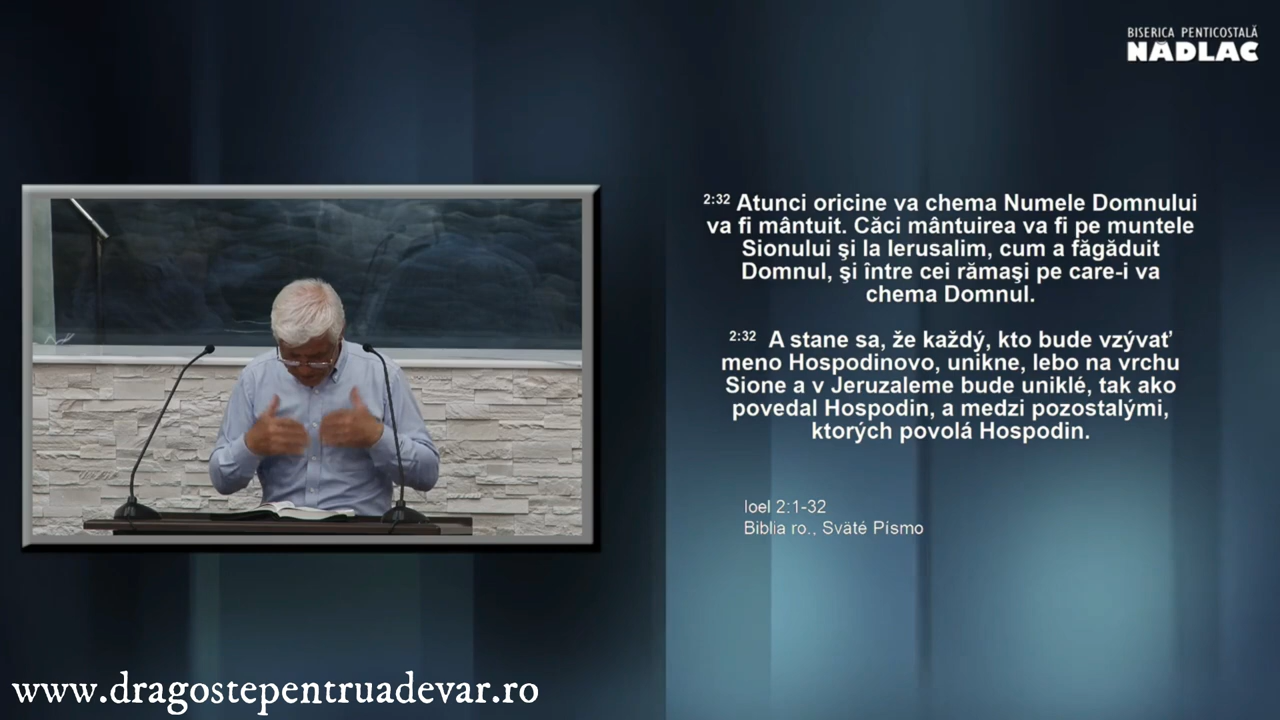 BISERICA PENTICOSTALĂ
NĂDLAC
2:32 Atunci oricine va chema Numele Domnului
va fi mântuit. Căci mântuirea va fi pe muntele
Sionului şi la Ierusalim, cum a făgăduit
Domnul, şi între cei rămaşi pe care-i va
chema Domnul.
2:32 A stane sa, že každý, kto bude vzývať
meno Hospodinovo, unikne, lebo na vrchu
Sione a v Jeruzaleme bude uniklé, tak ako
povedal Hospodin, a medzi pozostalými,
ktorých povolá Hospodin.
Ioel 2:1-32
Biblia ro., Sväté Písmo
www.dragostepentruadevar.ro